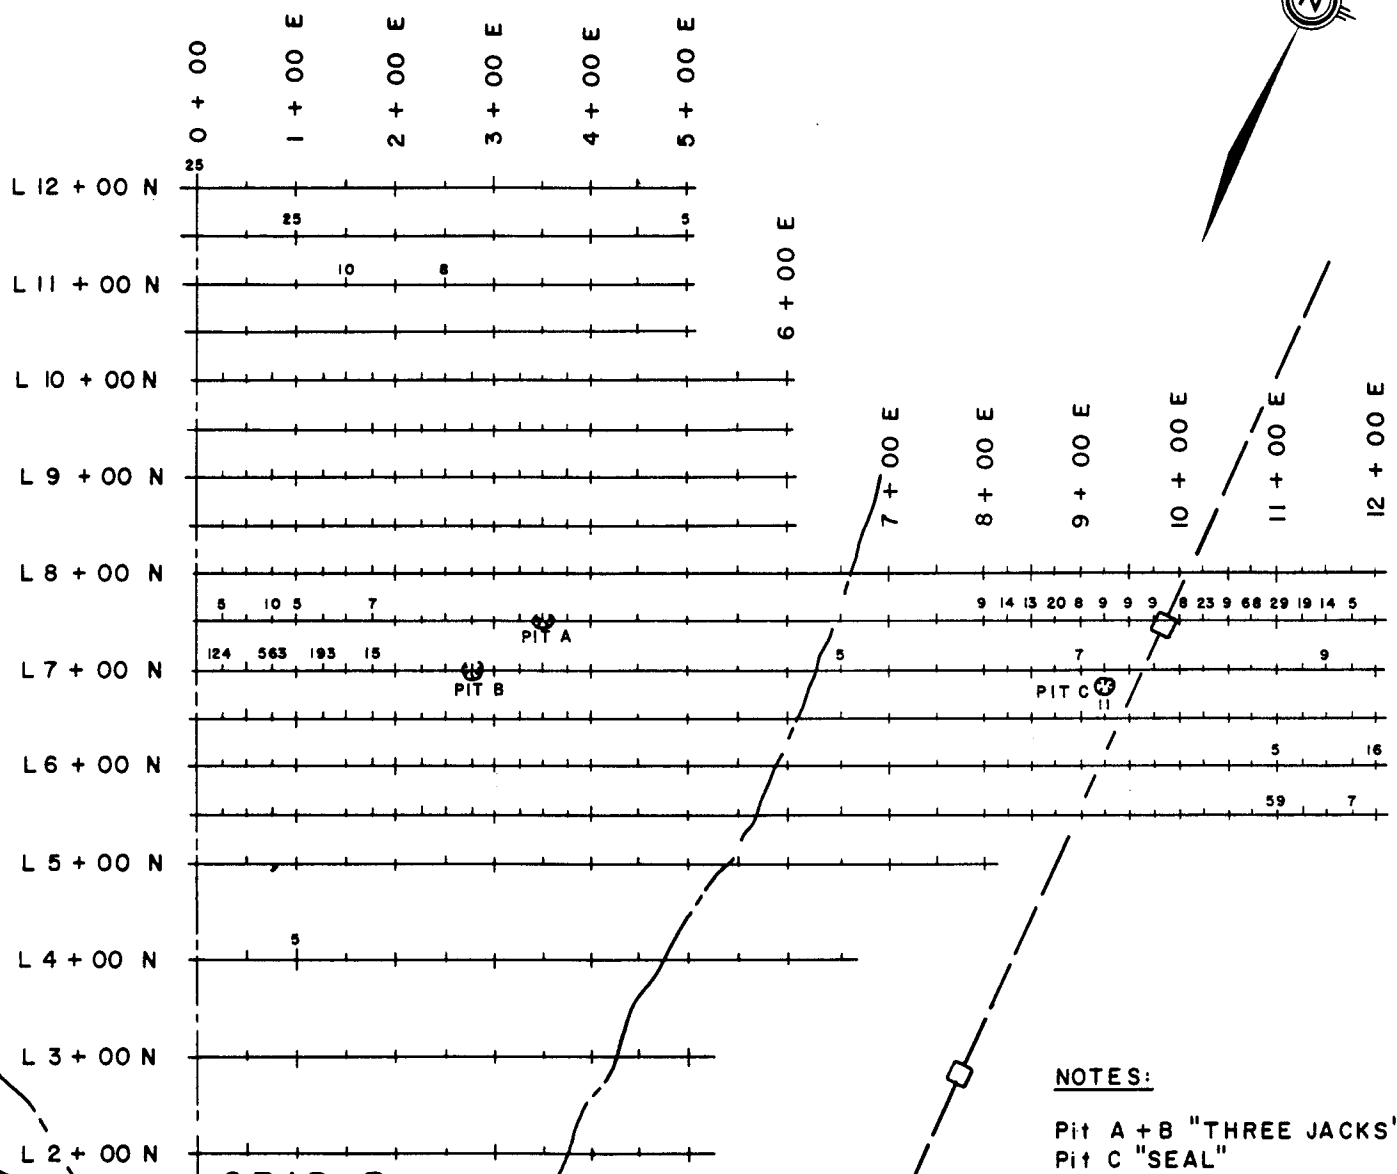 0 + 00
1 + 00 E
2 + 00 E
3 + 00 E
4 + 00 E
5 + 00 E
25
L 12 + 00 N
25 5
6 + 00 E
10 8
L 11 + 00 N
L 10 + 00 N
7 + 00 E
8 + 00 E
9 + 00 E
10 + 00 E
11 + 00 E
12 + 00 E
L 9 + 00 N
L 8 + 00 N
5 10 5 7 9 14 13 20 8 9 9 9 8 23 9 68 29 19 14 5
PIT A
124 563 193 15 5 7 9
L 7 + 00 N
PIT B
PIT C
11
5 16
L 6 + 00 N
59 7
L 5 + 00 N
5
L 4 + 00 N
L 3 + 00 N
NOTES:
Pit A + B "THREE JACKS'
Pit C "SEAL"
L 2 + 00 N